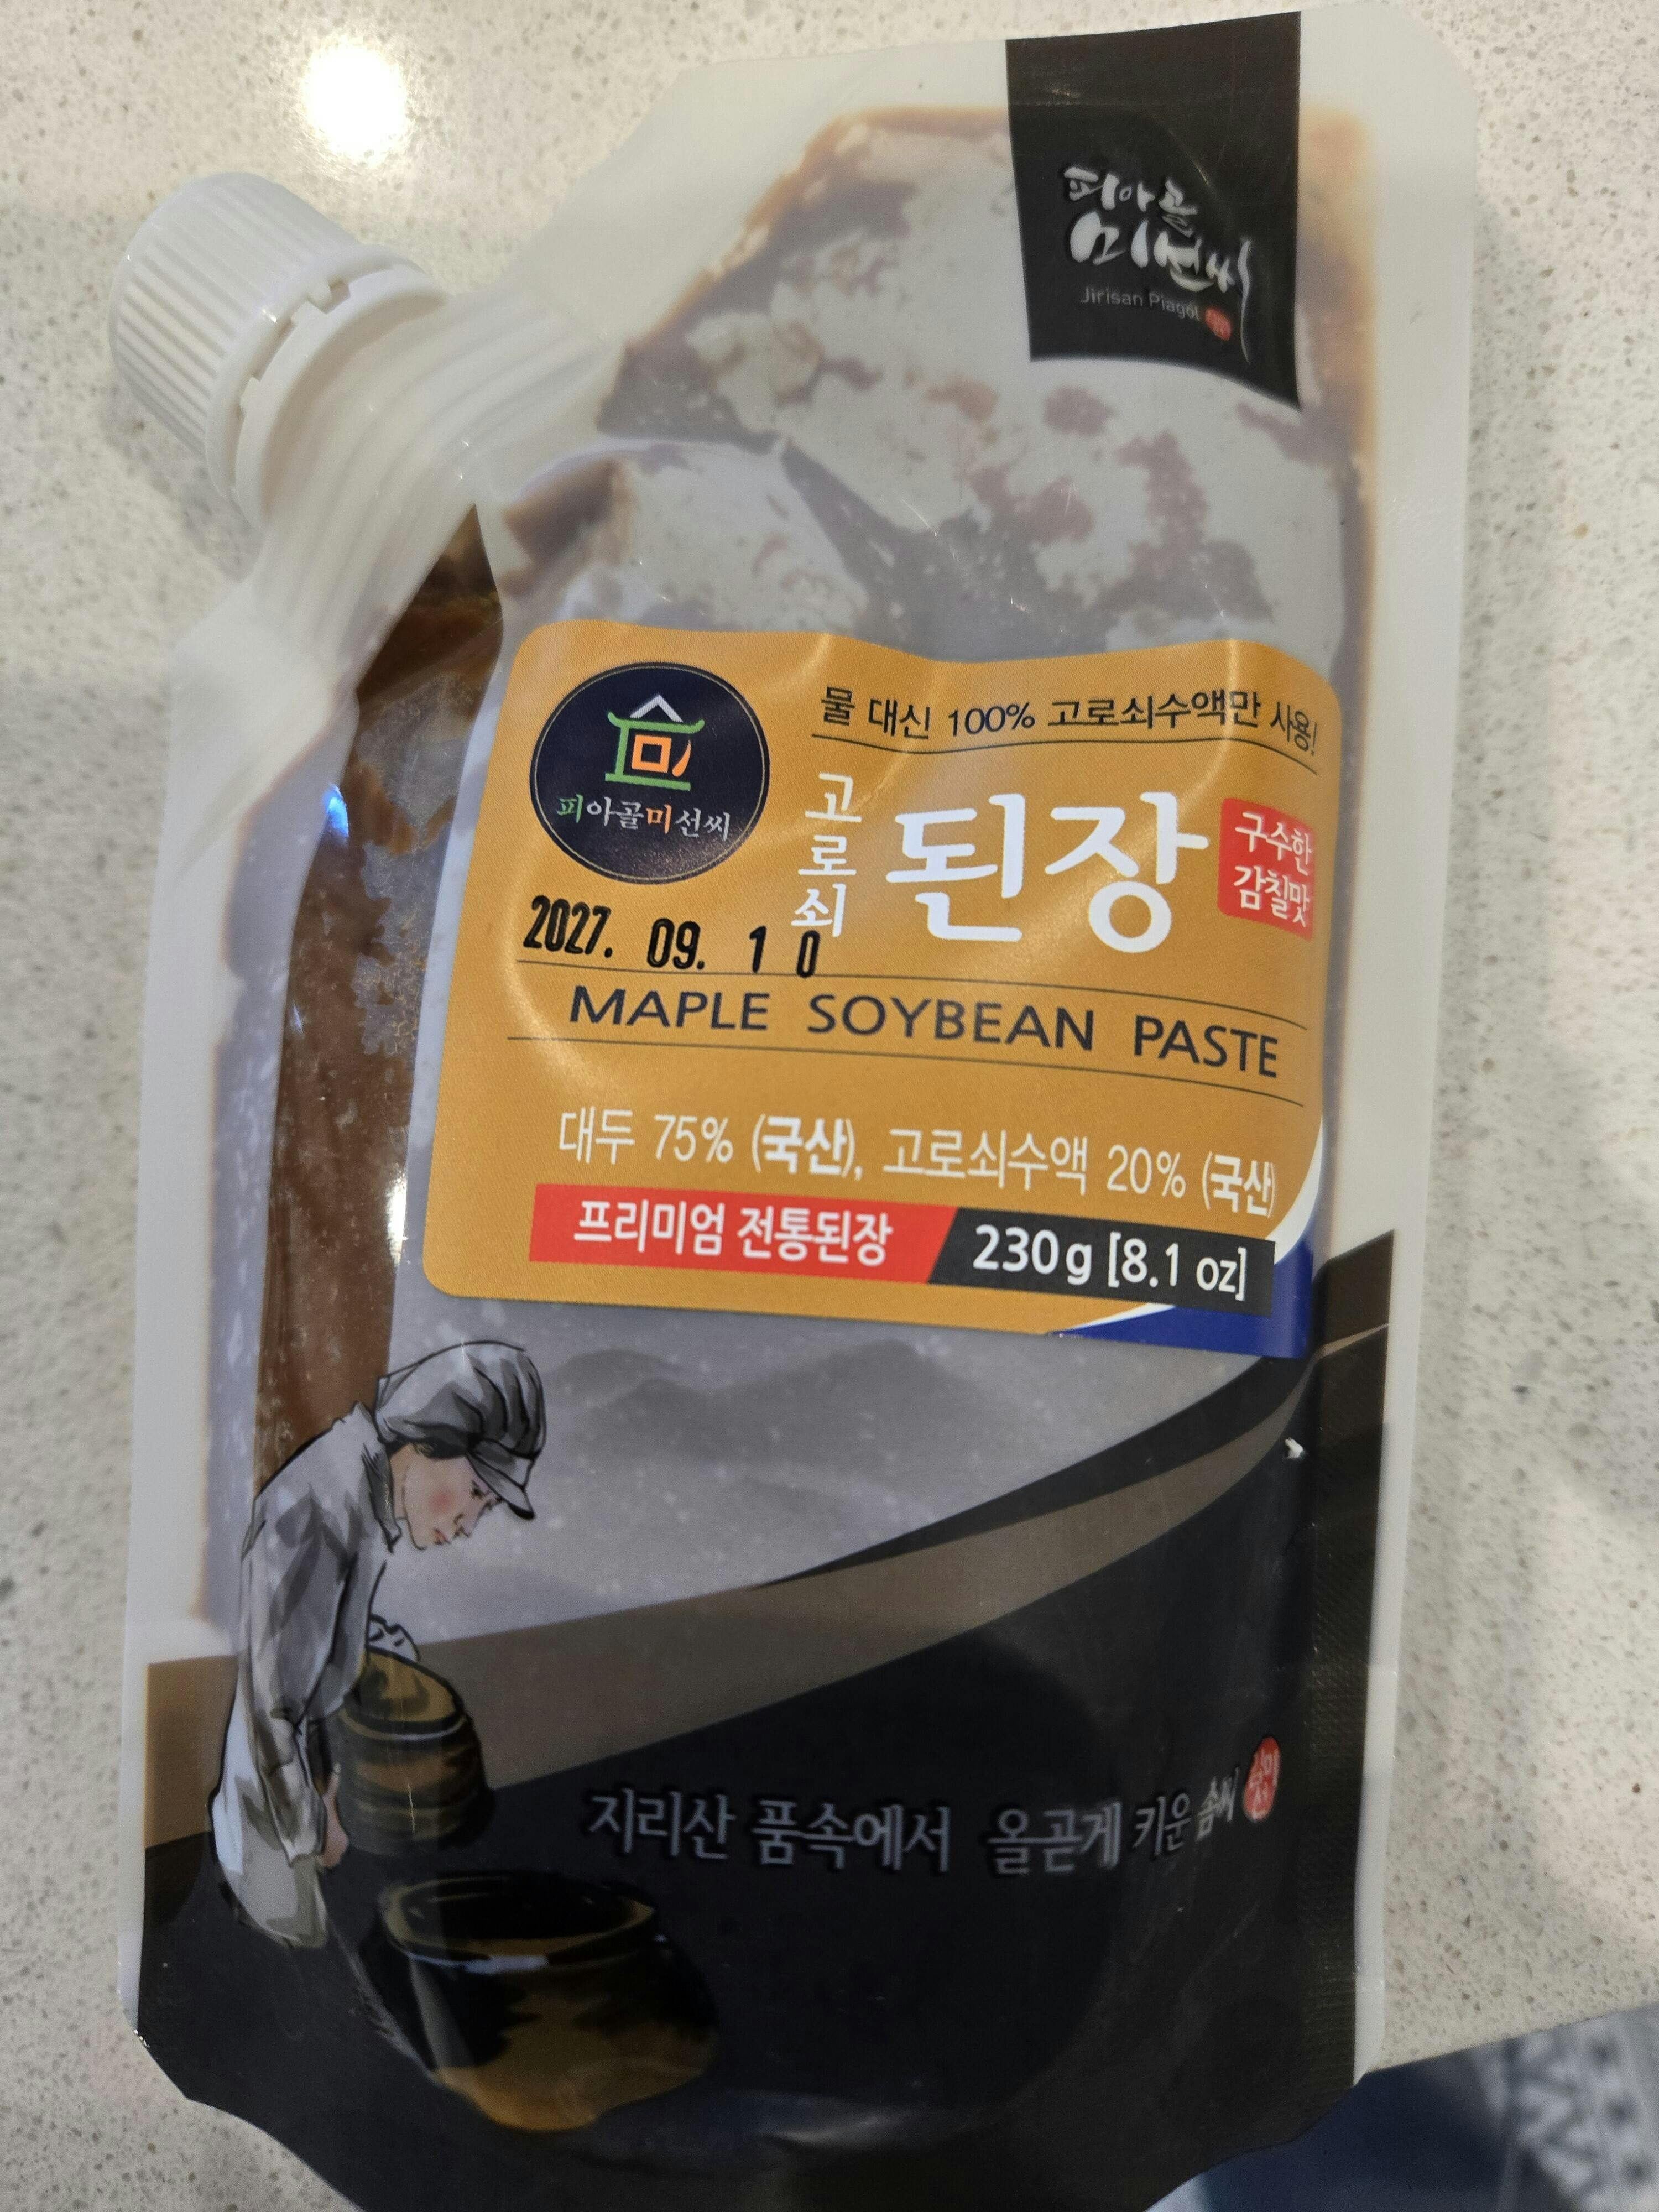 피아골
미선씨
Jirisan Piagol
물 대신 100% 고로쇠수액만 사용!
피아골미선씨
고로쇠
된장
구수한
감칠맛
2027. 09. 10
MAPLE SOYBEAN PASTE
대두 75% (국산), 고로쇠수액 20% (국산)
프리미엄 전통된장
230g [8.1 oz]
지리산 품속에서 올곧게 키운 솜씨